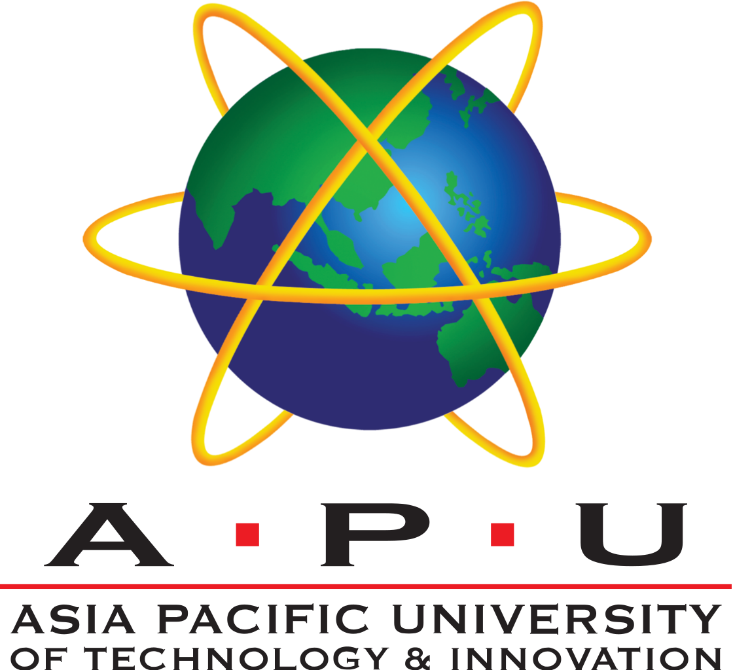 A · P · U
ASIA PACIFIC UNIVERSITY
OF TECHNOLOGY & INNOVATION